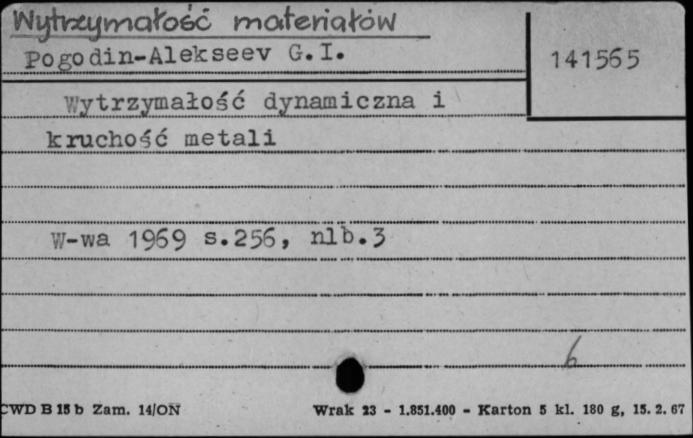 Wytrzymałość materiałów
Pogodin-Alekseev G.I.
141565
Wytrzymałość dynamiczna i
kruchość metali
W-wa 1969 s.256, nlb.3
6
CWD B 15 b Zam. 14/ON
Wrak 23 - 1.851.400 - Karton 5 kl. 180 g, 15. 2. 67